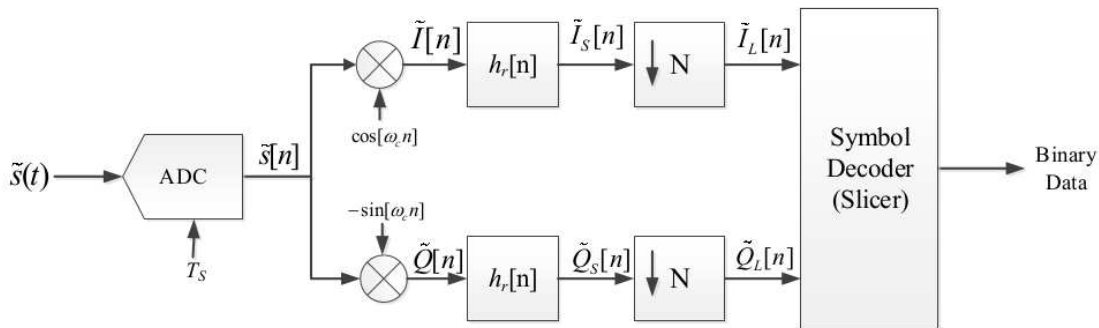 s̃(t)
ADC
T_S
s̃[n]
cos[ω_c n]
Ĩ[n]
h_r[n]
Ĩ_S[n]
↓ N
Ĩ_L[n]
−sin[ω_c n]
Q̃[n]
h_r[n]
Q̃_S[n]
↓ N
Q̃_L[n]
Symbol
Decoder
(Slicer)
Binary
Data